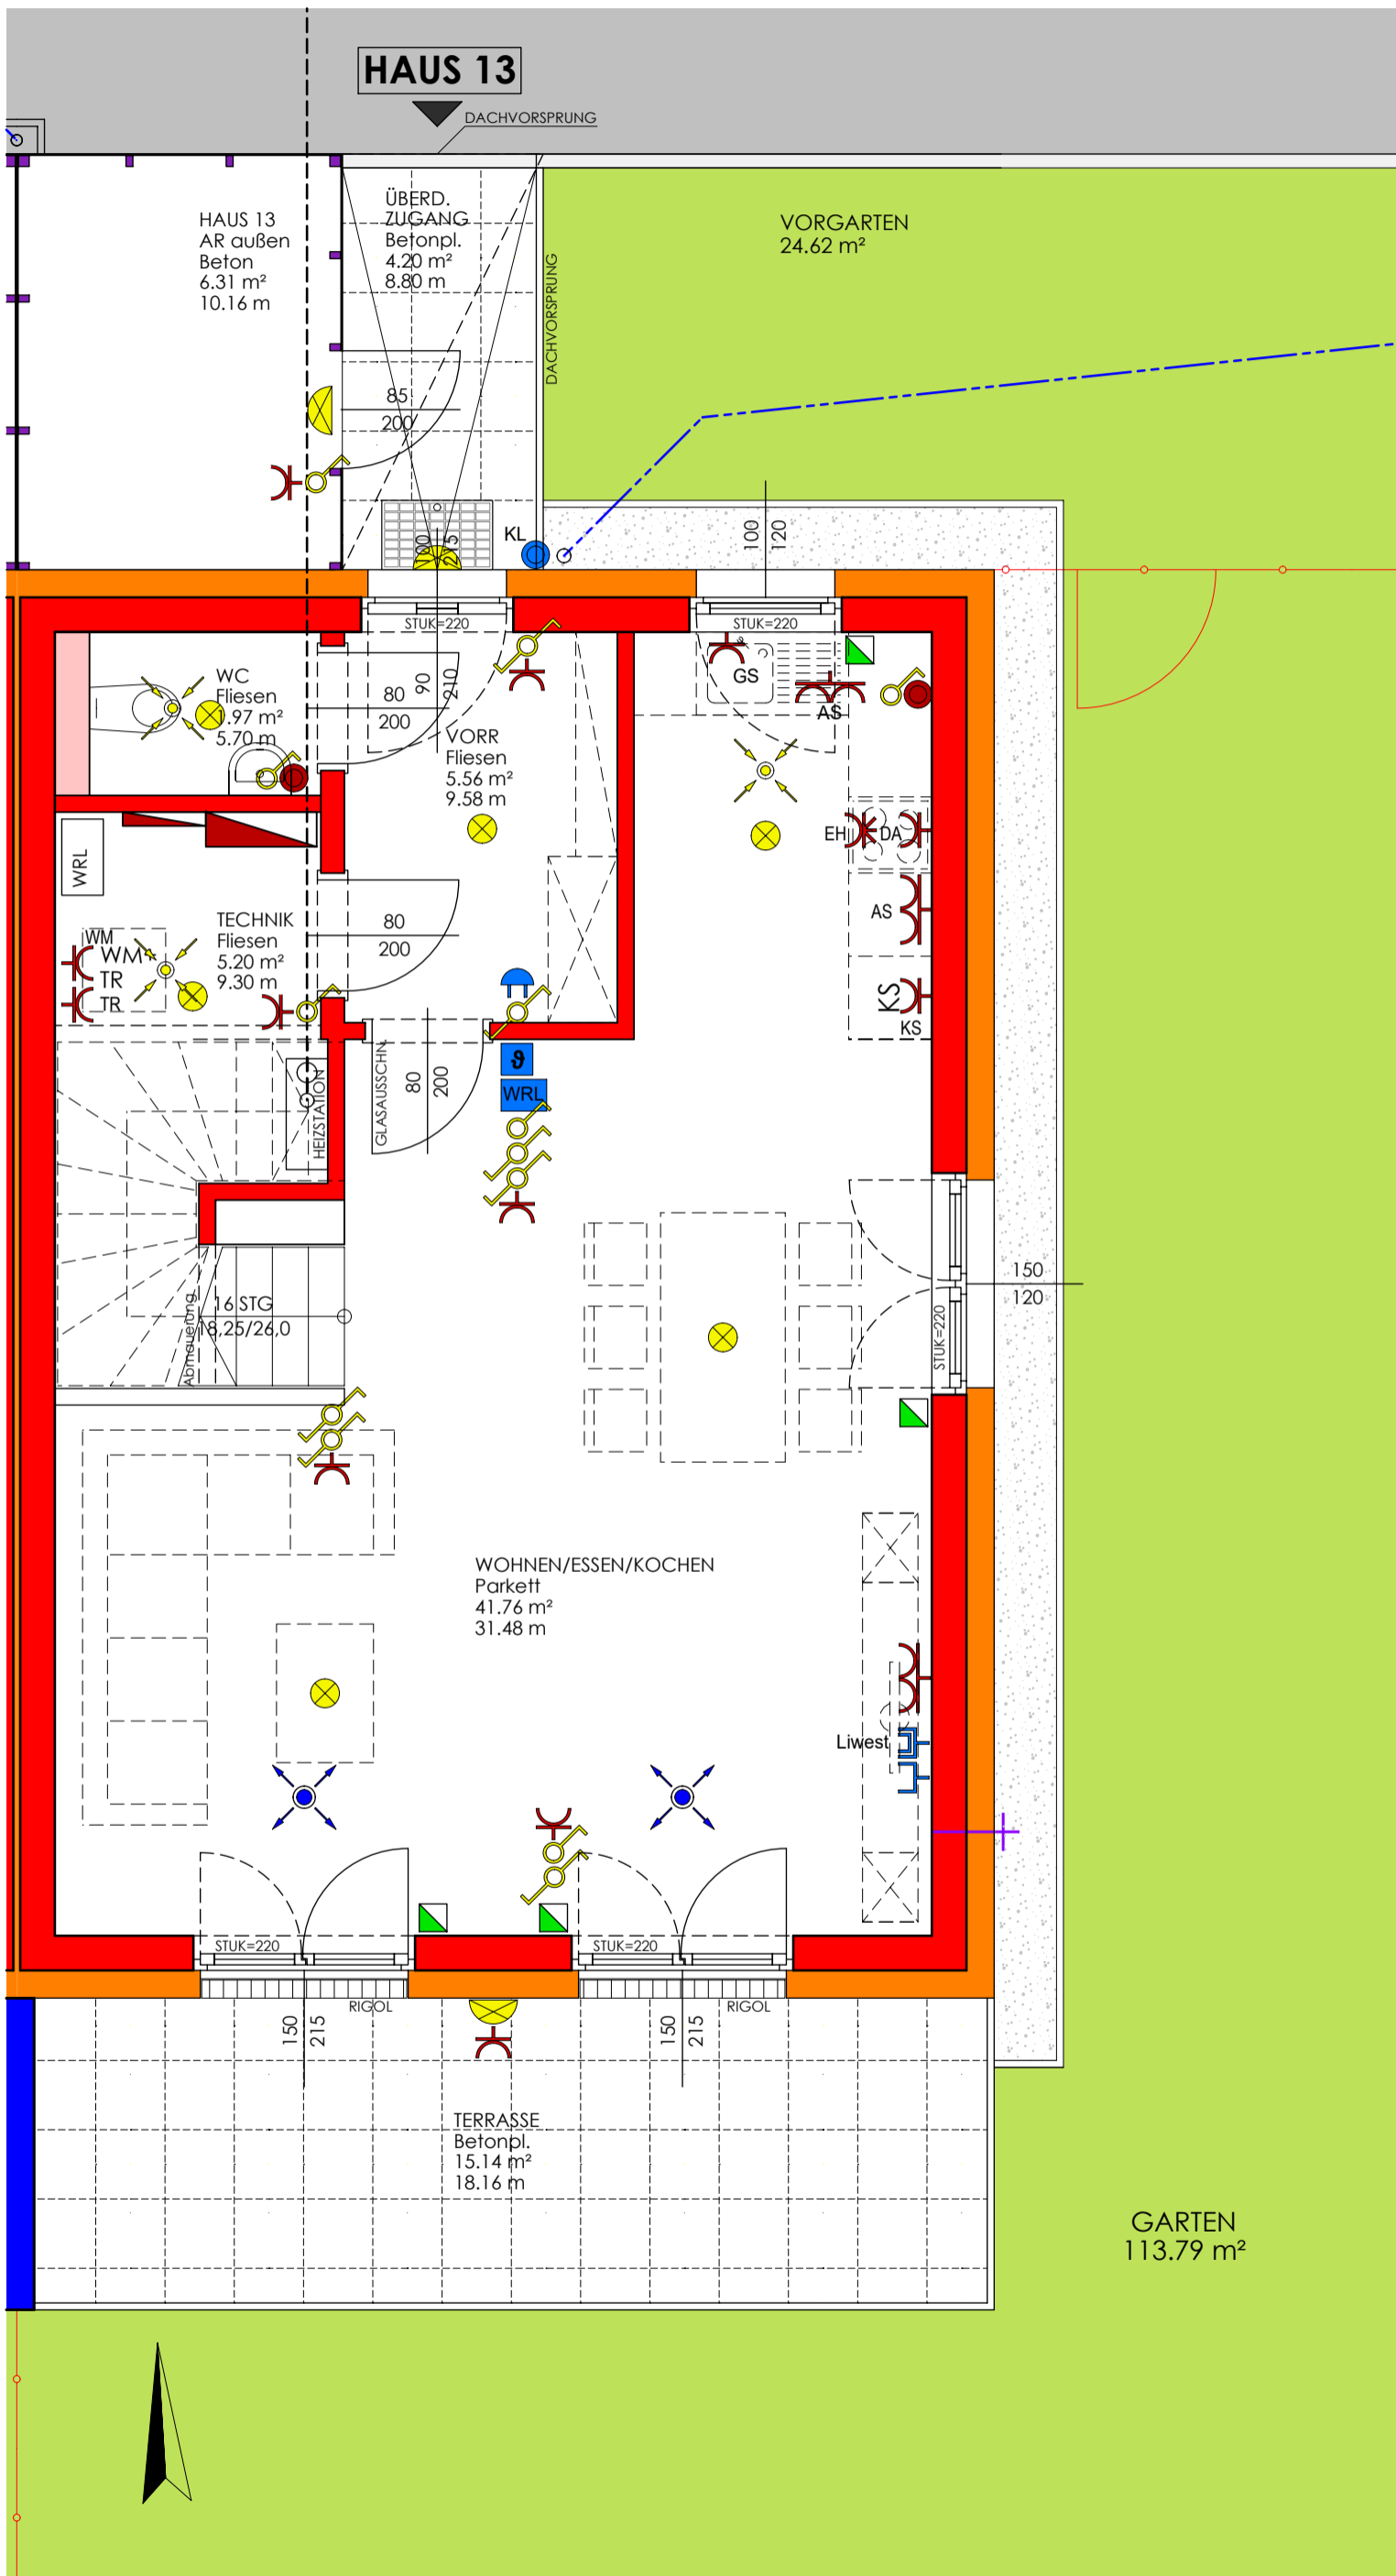 HAUS 13
DACHVORSPRUNG
HAUS 13
AR außen
Beton
6.31 m²
10.16 m
ÜBERD.
ZUGANG
Betonpl.
4.20 m²
8.80 m
DACHVORSPRUNG
VORGARTEN
24.62 m²
85
200
KL
100
215
100
120
STUK=220
STUK=220
WC
Fliesen
1.97 m²
5.70 m
80
200
90
210
GS
AS
VORR
Fliesen
5.56 m²
9.58 m
EH
DA
WRL
AS
TECHNIK
Fliesen
5.20 m²
9.30 m
80
200
WM
WM
TR
TR
KS
KS
HEIZSTATION
GLASAUSSCHN.
80
200
ϑ
WRL
150
120
STUK=220
Abmauerung
16 STG
18,25/26,0
WOHNEN/ESSEN/KOCHEN
Parkett
41.76 m²
31.48 m
Liwest
STUK=220
STUK=220
RIGOL
RIGOL
150
215
150
215
TERRASSE
Betonpl.
15.14 m²
18.16 m
GARTEN
113.79 m²